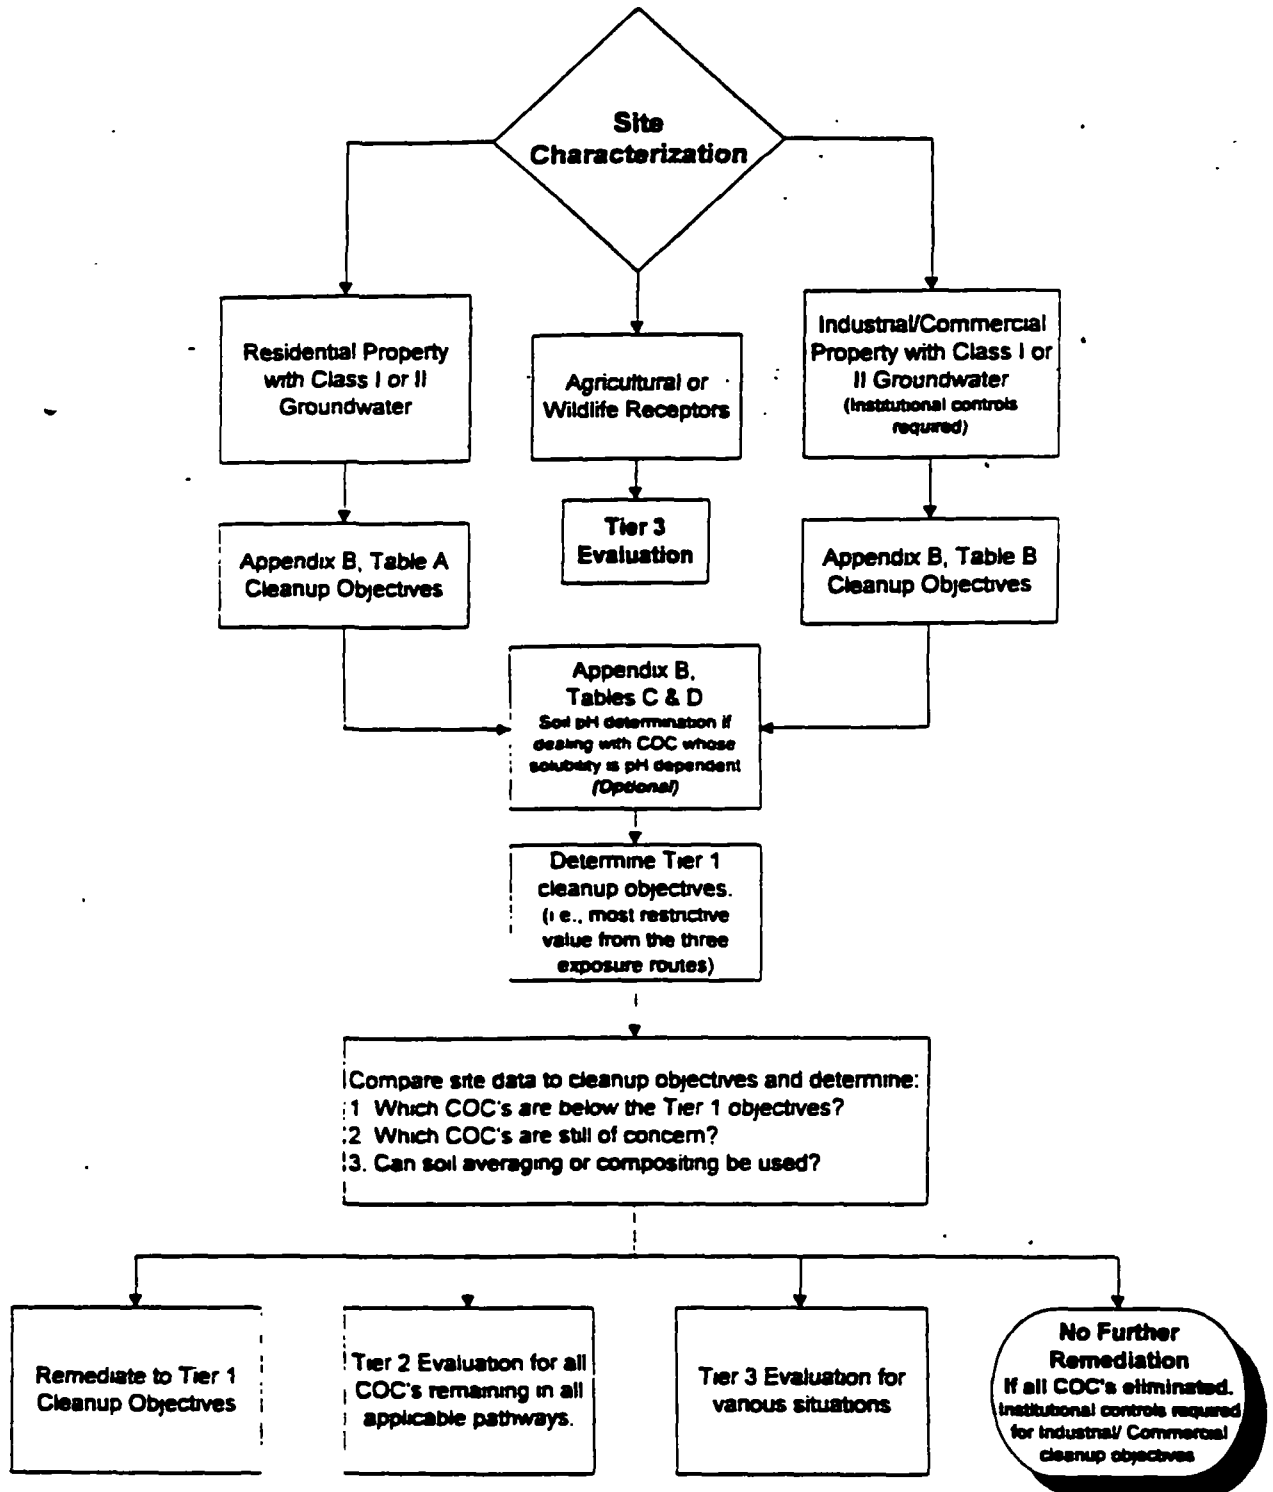 Site
Characterization
Residential Property
with Class I or II
Groundwater
Agricultural or
Wildlife Receptors
Industrial/Commercial
Property with Class I or
II Groundwater
(Institutional controls
required)
Appendix B, Table A
Cleanup Objectives
Tier 3
Evaluation
Appendix B, Table B
Cleanup Objectives
Appendix B,
Tables C & D
Soil pH determination if
dealing with COC whose
solubility is pH dependent
(Optional)
Determine Tier 1
cleanup objectives.
(i e., most restrictive
value from the three
exposure routes)
Compare site data to cleanup objectives and determine:
1 Which COC's are below the Tier 1 objectives?
2 Which COC's are still of concern?
3. Can soil averaging or compositing be used?
Remediate to Tier 1
Cleanup Objectives
Tier 2 Evaluation for all
COC's remaining in all
applicable pathways.
Tier 3 Evaluation for
various situations
No Further
Remediation
If all COC's eliminated.
Institutional controls required
for Industrial/ Commercial
cleanup objectives